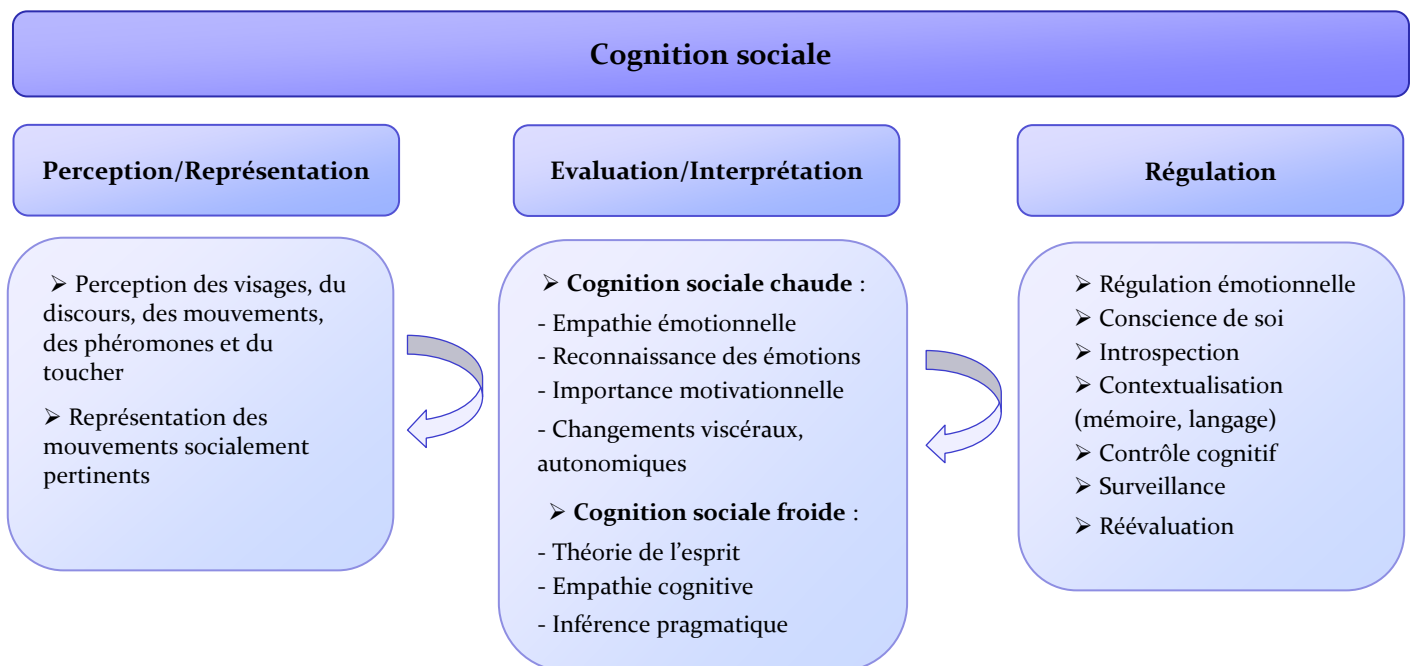 Cognition sociale
Perception/Représentation
➢ Perception des visages, du
discours, des mouvements,
des phéromones et du
toucher
➢ Représentation des
mouvements socialement
pertinents
Evaluation/Interprétation
➢ Cognition sociale chaude :
- Empathie émotionnelle
- Reconnaissance des émotions
- Importance motivationnelle
- Changements viscéraux,
autonomiques
➢ Cognition sociale froide :
- Théorie de l’esprit
- Empathie cognitive
- Inférence pragmatique
Régulation
➢ Régulation émotionnelle
➢ Conscience de soi
➢ Introspection
➢ Contextualisation
(mémoire, langage)
➢ Contrôle cognitif
➢ Surveillance
➢ Réévaluation